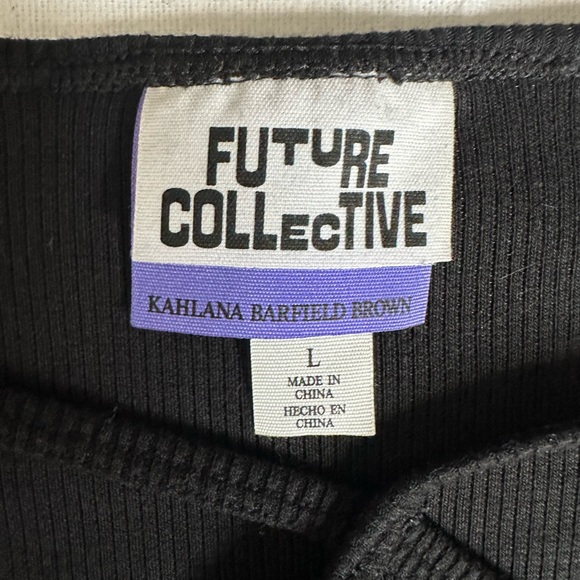 FUTURE
COLLECTIVE
KAHLANA BARFIELD BROWN
L
MADE IN
CHINA
HECHO EN
CHINA